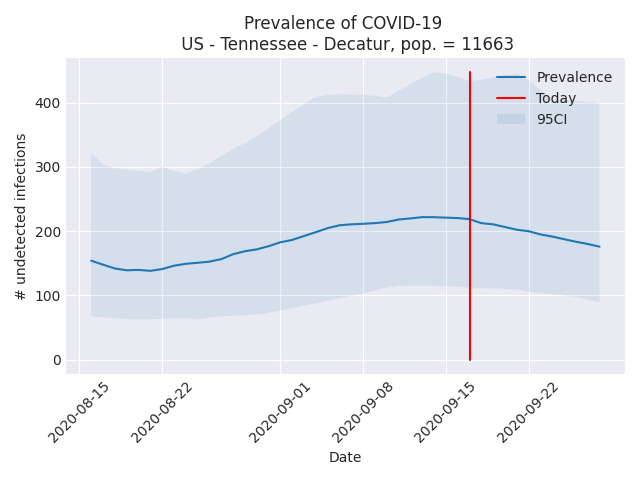 Prevalence of COVID-19
US - Tennessee - Decatur, pop. = 11663
Prevalence
Today
95CI
# undetected infections
400
300
200
100
0
2020-08-15
2020-08-22
2020-09-01
2020-09-08
2020-09-15
2020-09-22
Date